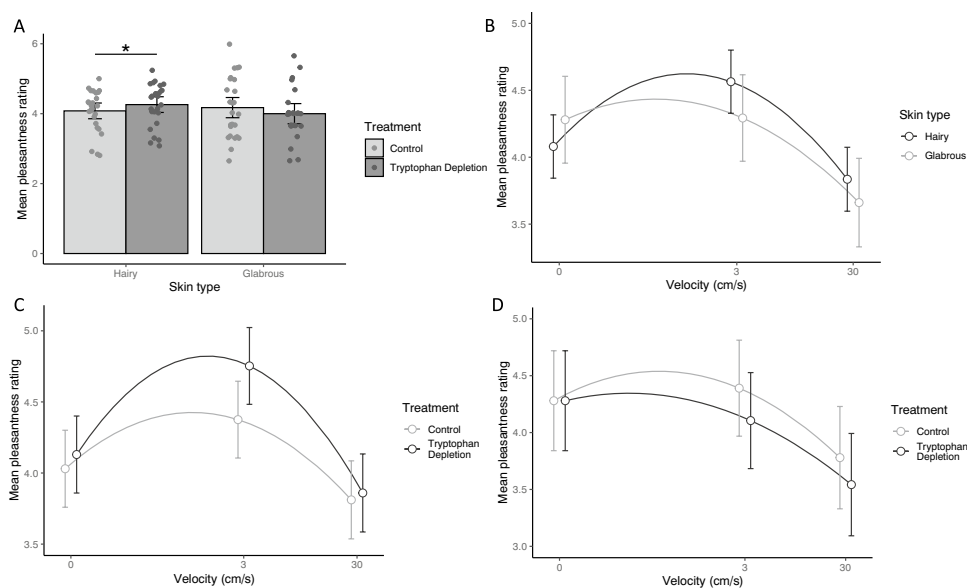 A
Mean pleasantness rating
6
4
2
0
*
Hairy
Glabrous
Skin type
Treatment
Control
Tryptophan Depletion
B
Mean pleasantness rating
5.0
4.5
4.0
3.5
0
3
30
Velocity (cm/s)
Skin type
Hairy
Glabrous
C
Mean pleasantness rating
5.0
4.5
4.0
3.5
0
3
30
Velocity (cm/s)
Treatment
Control
Tryptophan
Depletion
D
Mean pleasantness rating
5.0
4.5
4.0
3.5
3.0
0
3
30
Velocity (cm/s)
Treatment
Control
Tryptophan
Depletion